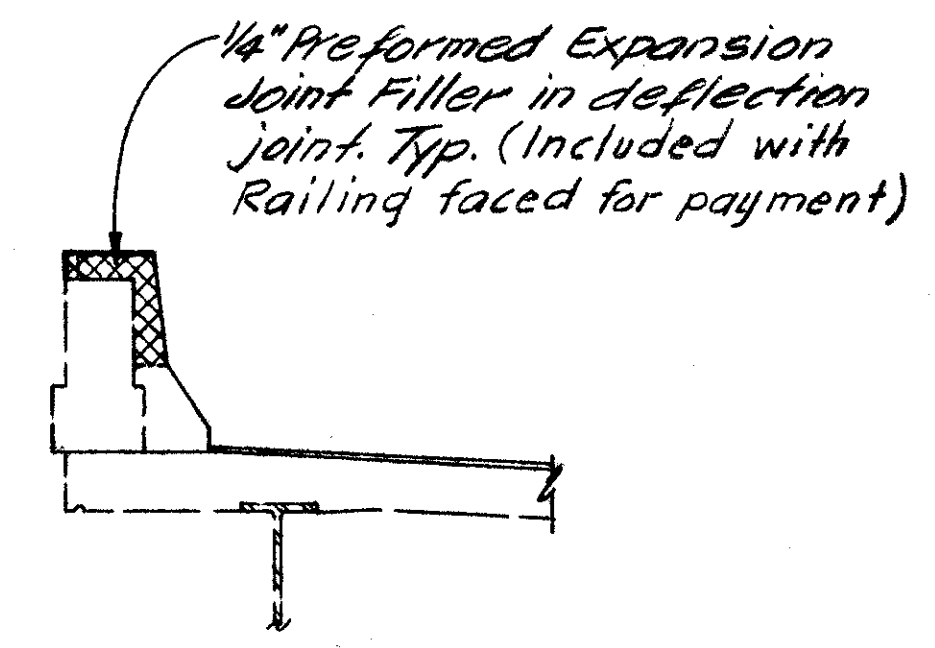 1/4" Preformed Expansion
Joint Filler in deflection
joint. Typ. (Included with
Railing faced for payment)